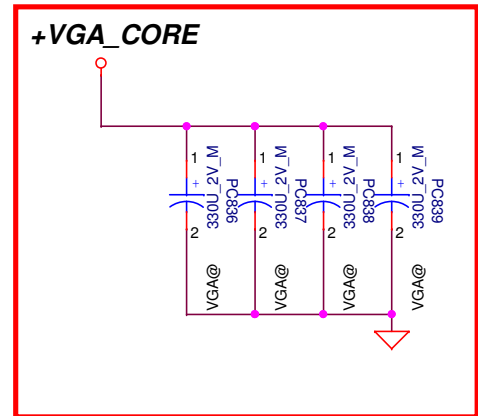 +VGA_CORE
1
+
2
330U_2V_M
PC836
VGA@
1
+
2
330U_2V_M
PC837
VGA@
1
+
2
330U_2V_M
PC838
VGA@
1
+
2
330U_2V_M
PC839
VGA@